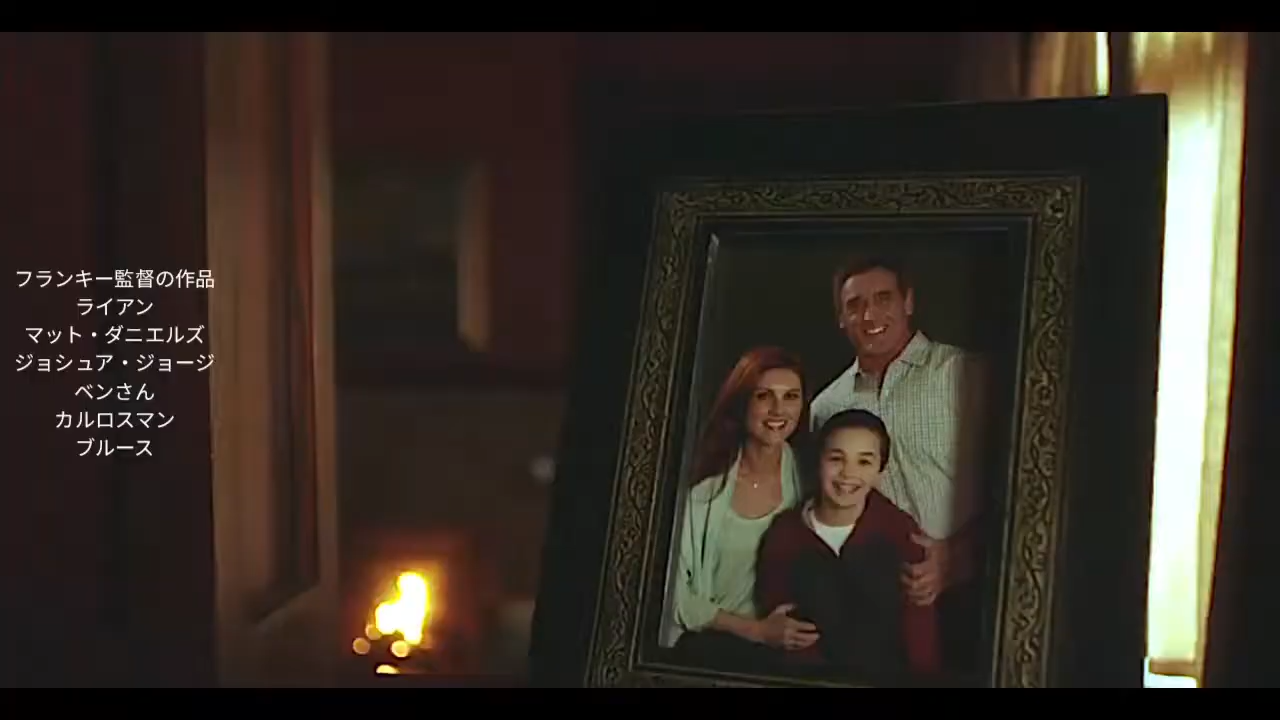 フランキー監督の作品
ライアン
マット・ダニエルズ
ジョシュア・ジョージ
ベンさん
カルロスマン
ブルース